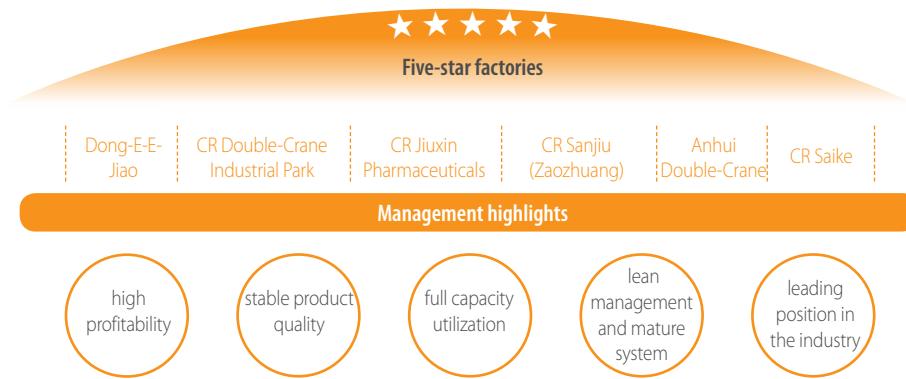 Five-star factories
Dong-E-E-
Jiao
CR Double-Crane
Industrial Park
CR Jiuxin
Pharmaceuticals
CR Sanjiu
(Zaozhuang)
Anhui
Double-Crane
CR Saike
Management highlights
high
profitability
stable product
quality
full capacity
utilization
lean
management
and mature
system
leading
position in
the industry